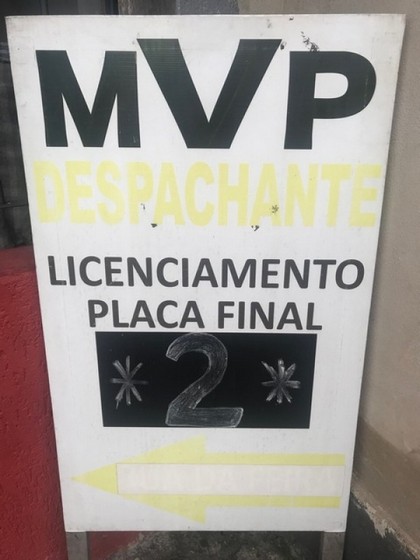 MVP
DESPACHANTE
LICENCIAMENTO
PLACA FINAL
* 2 *